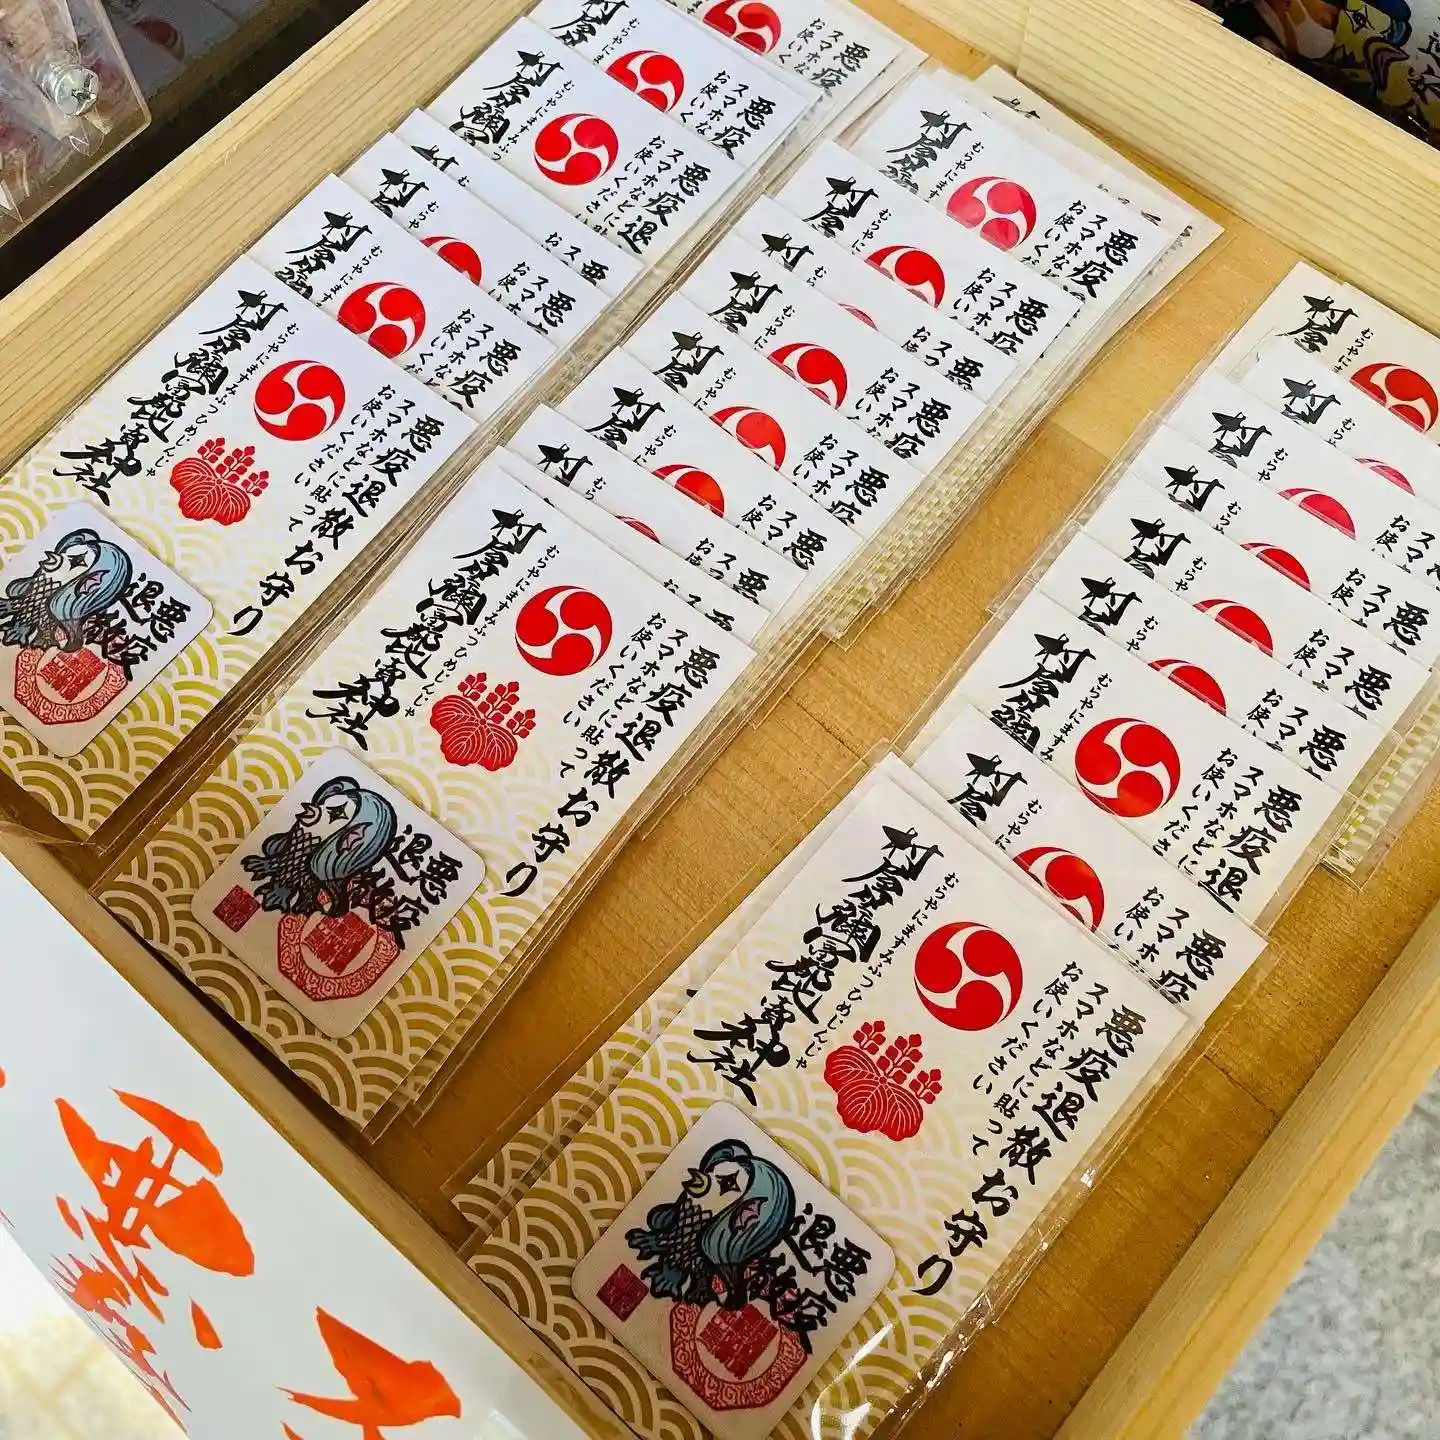 悪疫退散お守り
スマホなどに貼って
お使いください
むらやにますみふつひめじんじゃ
村屋坐彌冨都比賣神社
悪疫
退散